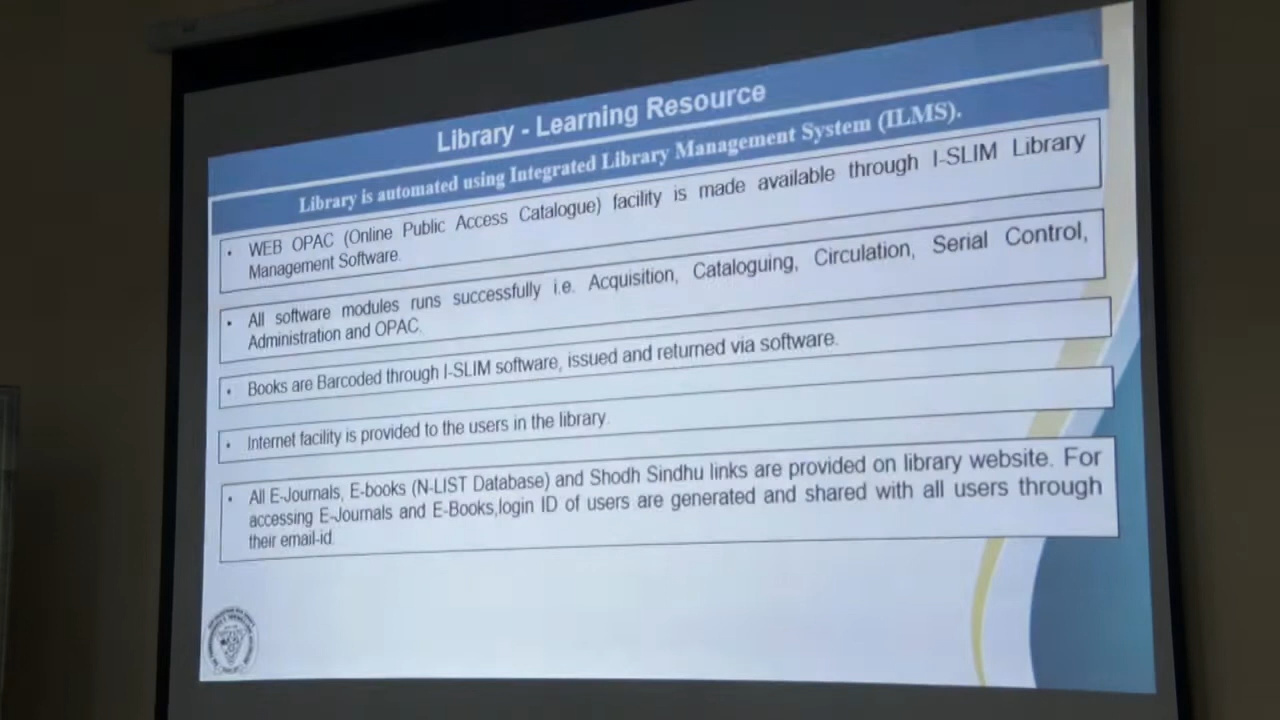 Library - Learning Resource
Library is automated using Integrated Library Management System (ILMS).
• WEB OPAC (Online Public Access Catalogue) facility is made available through I-SLIM Library
Management Software.
• All software modules runs successfully i.e. Acquisition, Cataloguing, Circulation, Serial Control,
Administration and OPAC.
• Books are Barcoded through I-SLIM software, issued and returned via software.
• Internet facility is provided to the users in the library.
• All E-Journals, E-books (N-LIST Database) and Shodh Sindhu links are provided on library website. For
accessing E-Journals and E-Books,login ID of users are generated and shared with all users through
their email-id.